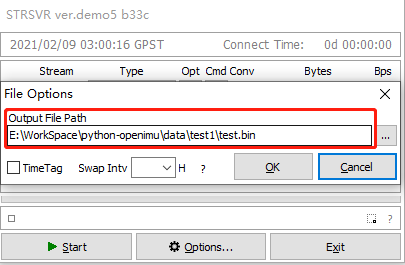 STRSVR ver.demo5 b33c
2021/02/09 03:00:16 GPST Connect Time: 0d 00:00:00
Stream Type Opt Cmd Conv Bytes Bps
File Options
Output File Path
E:\WorkSpace\python-openimu\data\test1\test.bin ...
TimeTag Swap Intv H ? OK Cancel
?
Start Options... Exit